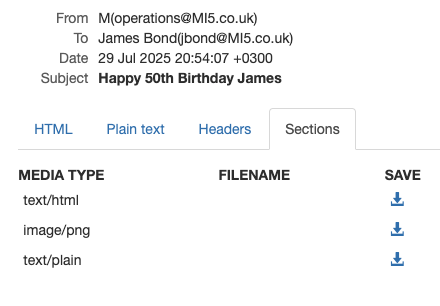 From M(operations@MI5.co.uk)
To James Bond(jbond@MI5.co.uk)
Date 29 Jul 2025 20:54:07 +0300
Subject Happy 50th Birthday James
HTML Plain text Headers Sections
MEDIA TYPE FILENAME SAVE
text/html
image/png
text/plain